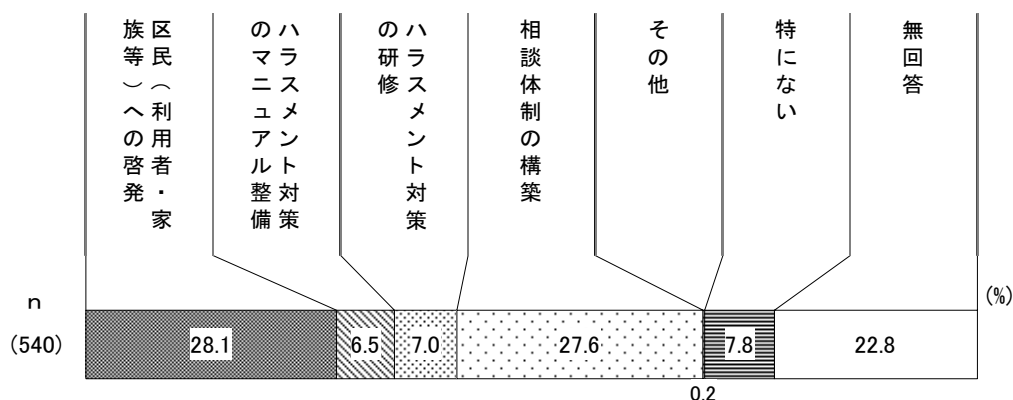 区民（利用者・家
族等）への啓発
ハラスメント対策
のマニュアル整備
ハラスメント対策
の研修
相談体制の構築
その他
特にない
無回答
(%)
n
(540)
28.1
6.5
7.0
27.6
7.8
22.8
0.2